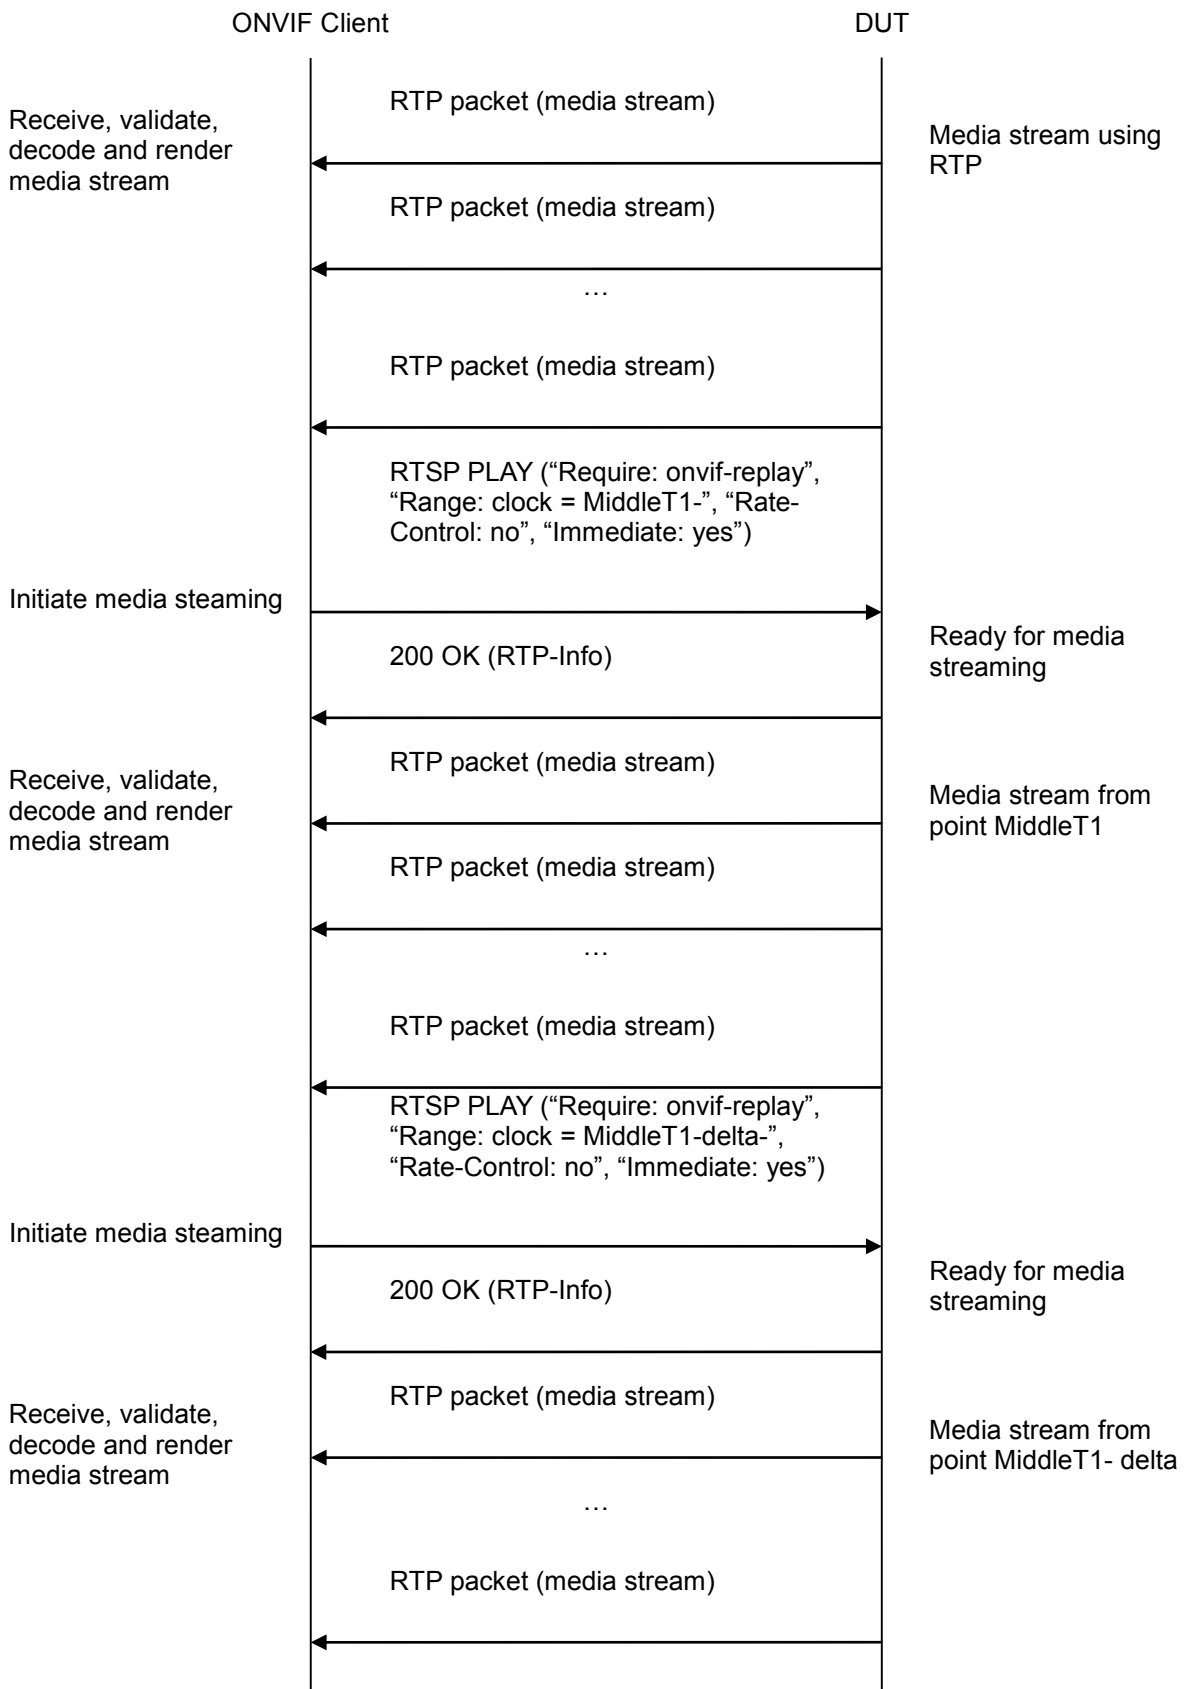 ONVIF Client
DUT
RTP packet (media stream)
Receive, validate,
decode and render
media stream
Media stream using
RTP
RTP packet (media stream)
…
RTP packet (media stream)
RTSP PLAY (“Require: onvif-replay”,
“Range: clock = MiddleT1-”, “Rate-
Control: no”, “Immediate: yes”)
Initiate media steaming
Ready for media
streaming
200 OK (RTP-Info)
RTP packet (media stream)
Receive, validate,
decode and render
media stream
Media stream from
point MiddleT1
RTP packet (media stream)
…
RTP packet (media stream)
RTSP PLAY (“Require: onvif-replay”,
“Range: clock = MiddleT1-delta-”,
“Rate-Control: no”, “Immediate: yes”)
Initiate media steaming
Ready for media
streaming
200 OK (RTP-Info)
RTP packet (media stream)
Receive, validate,
decode and render
media stream
Media stream from
point MiddleT1- delta
…
RTP packet (media stream)